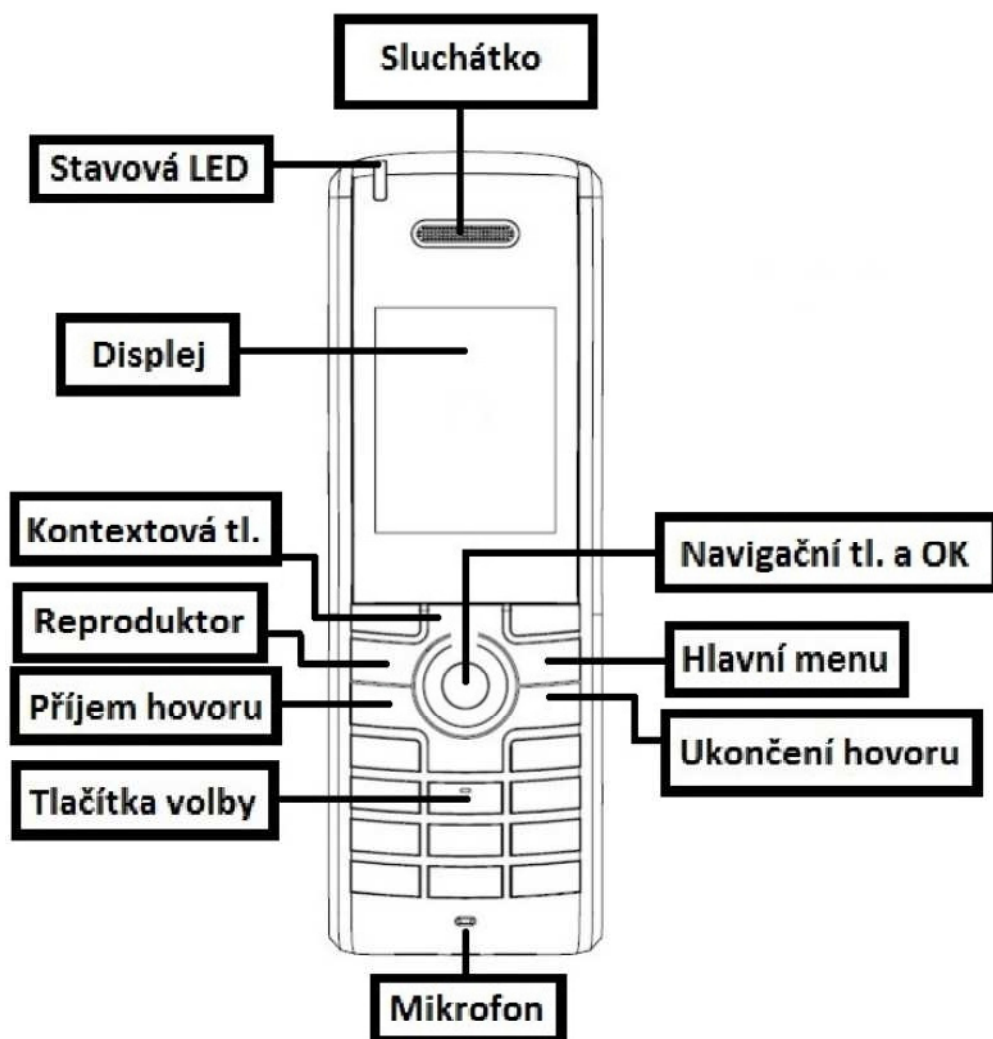 Sluchátko
Stavová LED
Displej
Kontextová tl.
Navigační tl. a OK
Reproduktor
Hlavní menu
Příjem hovoru
Ukončení hovoru
Tlačítka volby
Mikrofon